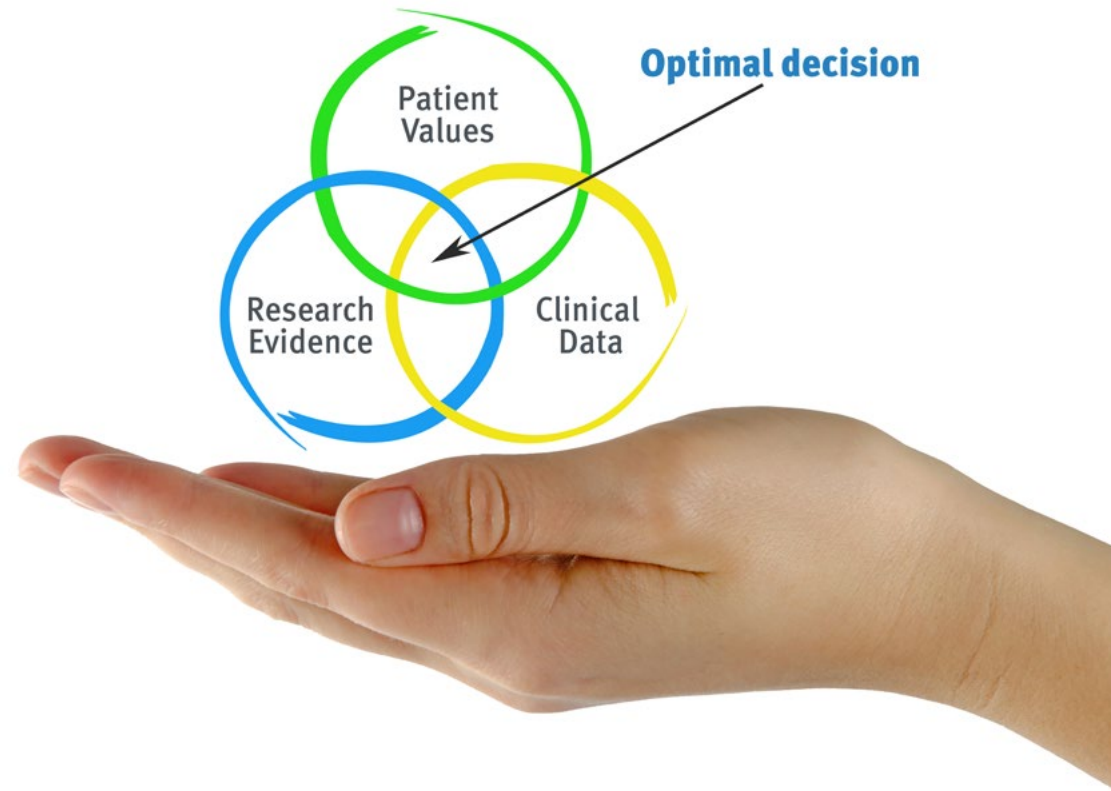 Optimal decision
Patient
Values
Research
Evidence
Clinical
Data